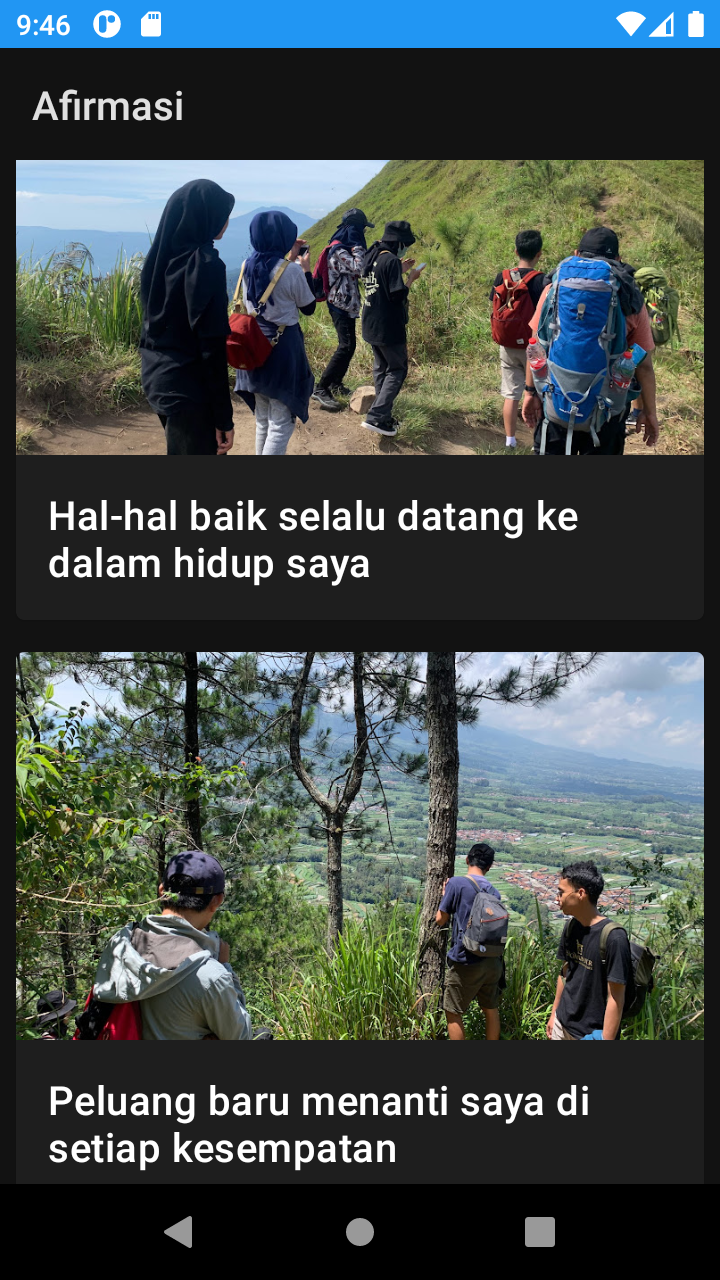 9:46
Afirmasi
Hal-hal baik selalu datang ke
dalam hidup saya
Peluang baru menanti saya di
setiap kesempatan